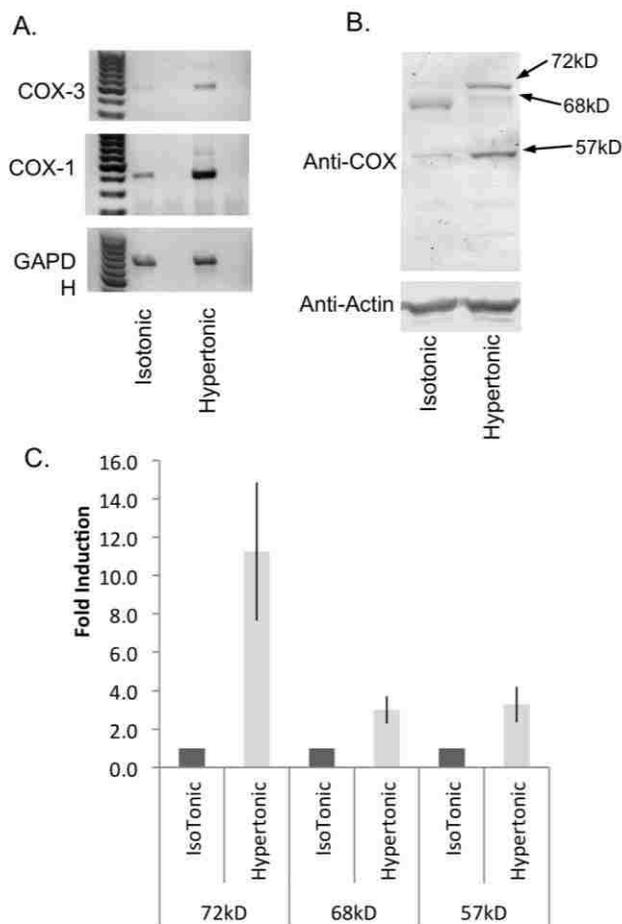 A.
COX-3
COX-1
GAPD
H
Isotonic
Hypertonic
B.
72kD
68kD
57kD
Anti-COX
Anti-Actin
Isotonic
Hypertonic
C.
Fold Induction
16.0
14.0
12.0
10.0
8.0
6.0
4.0
2.0
0.0
IsoTonic
Hypertonic
IsoTonic
Hypertonic
IsoTonic
Hypertonic
72kD
68kD
57kD